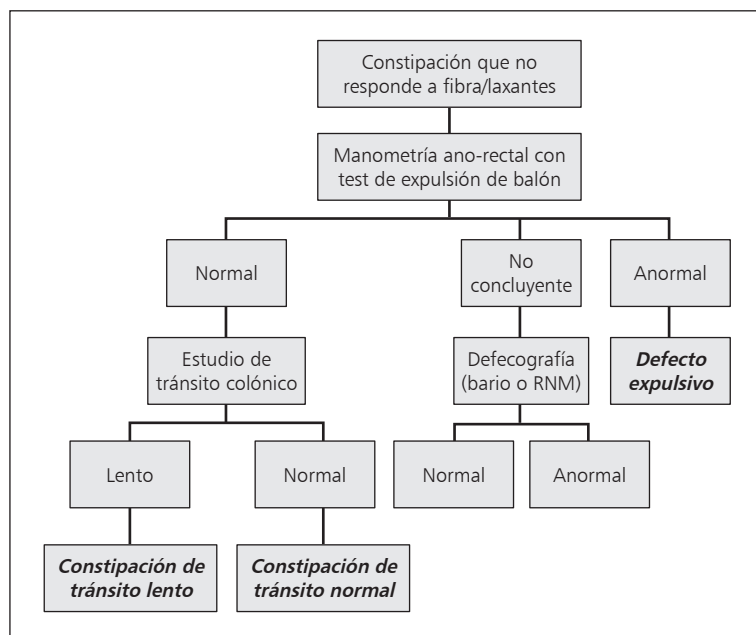 Constipación que no
responde a fibra/laxantes
Manometría ano-rectal con
test de expulsión de balón
Normal
No
concluyente
Anormal
Estudio de
tránsito colónico
Defecografía
(bario o RNM)
Defecto
expulsivo
Lento
Normal
Normal
Anormal
Constipación de
tránsito lento
Constipación de
tránsito normal